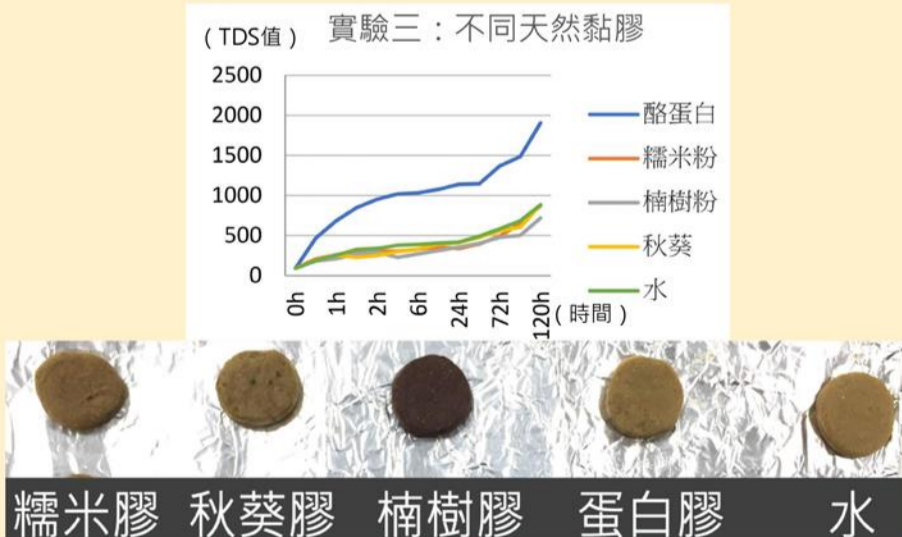 (TDS值) 實驗三：不同天然黏膠
2500
2000
1500
1000
500
0
0h 1h 2h 6h 24h 72h 120h
(時間)
酪蛋白
糯米粉
楠樹粉
秋葵
水
糯米膠 秋葵膠 楠樹膠 蛋白膠 水